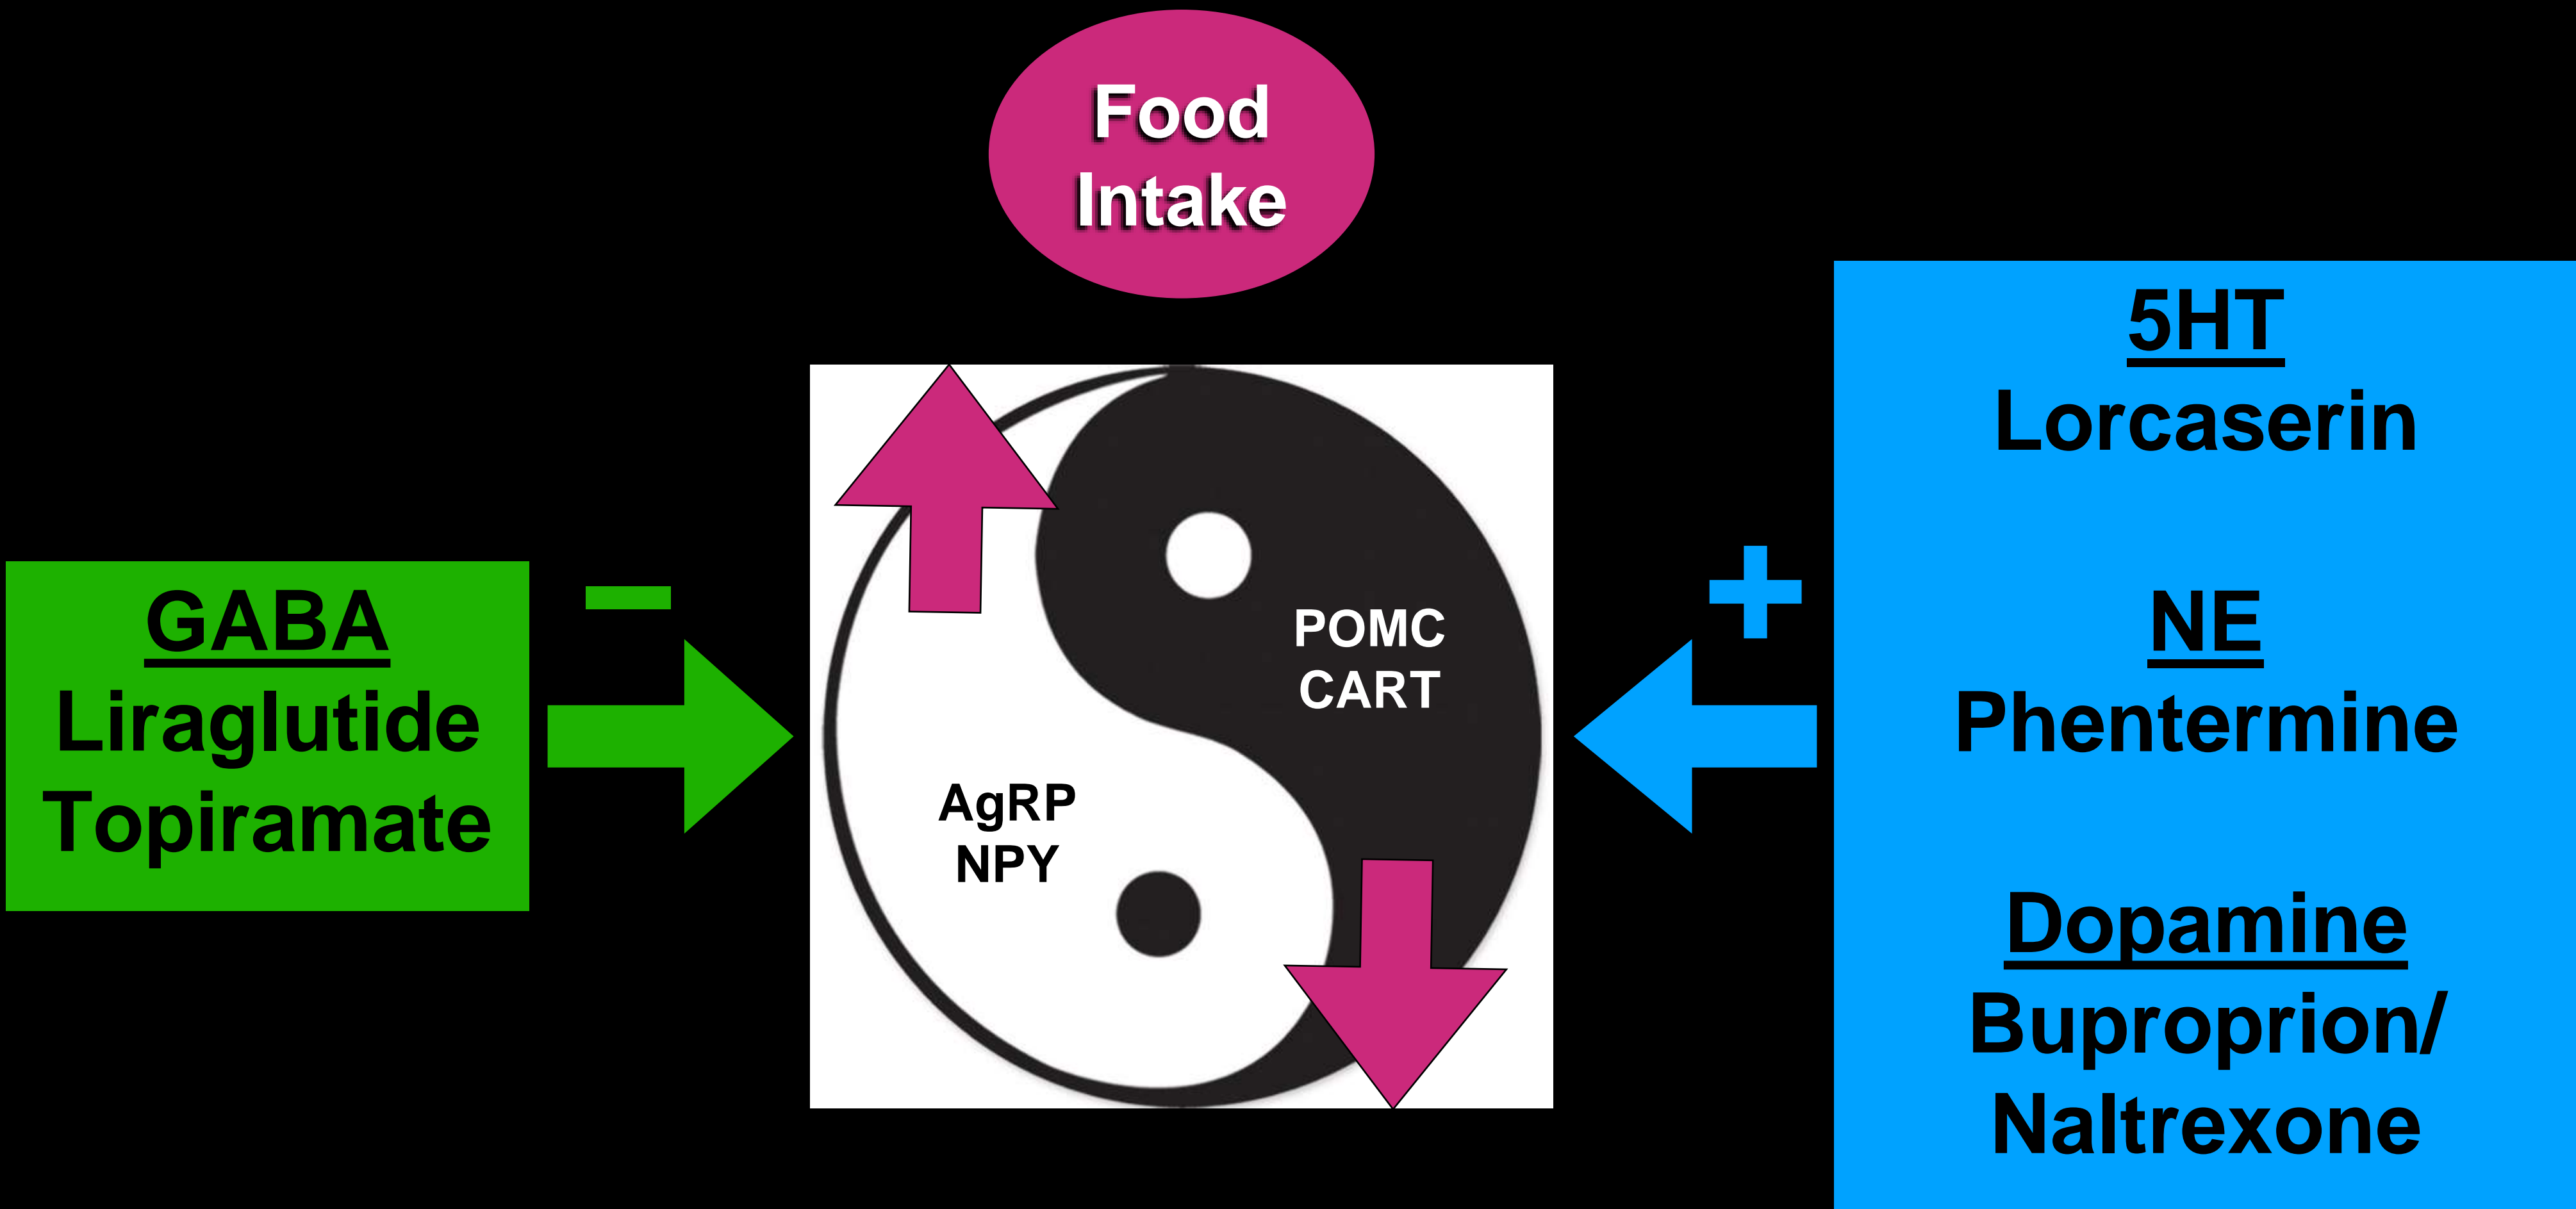 Food
Intake
GABA
Liraglutide
Topiramate
POMC
CART
AgRP
NPY
5HT
Lorcaserin
NE
Phentermine
Dopamine
Buproprion/
Naltrexone